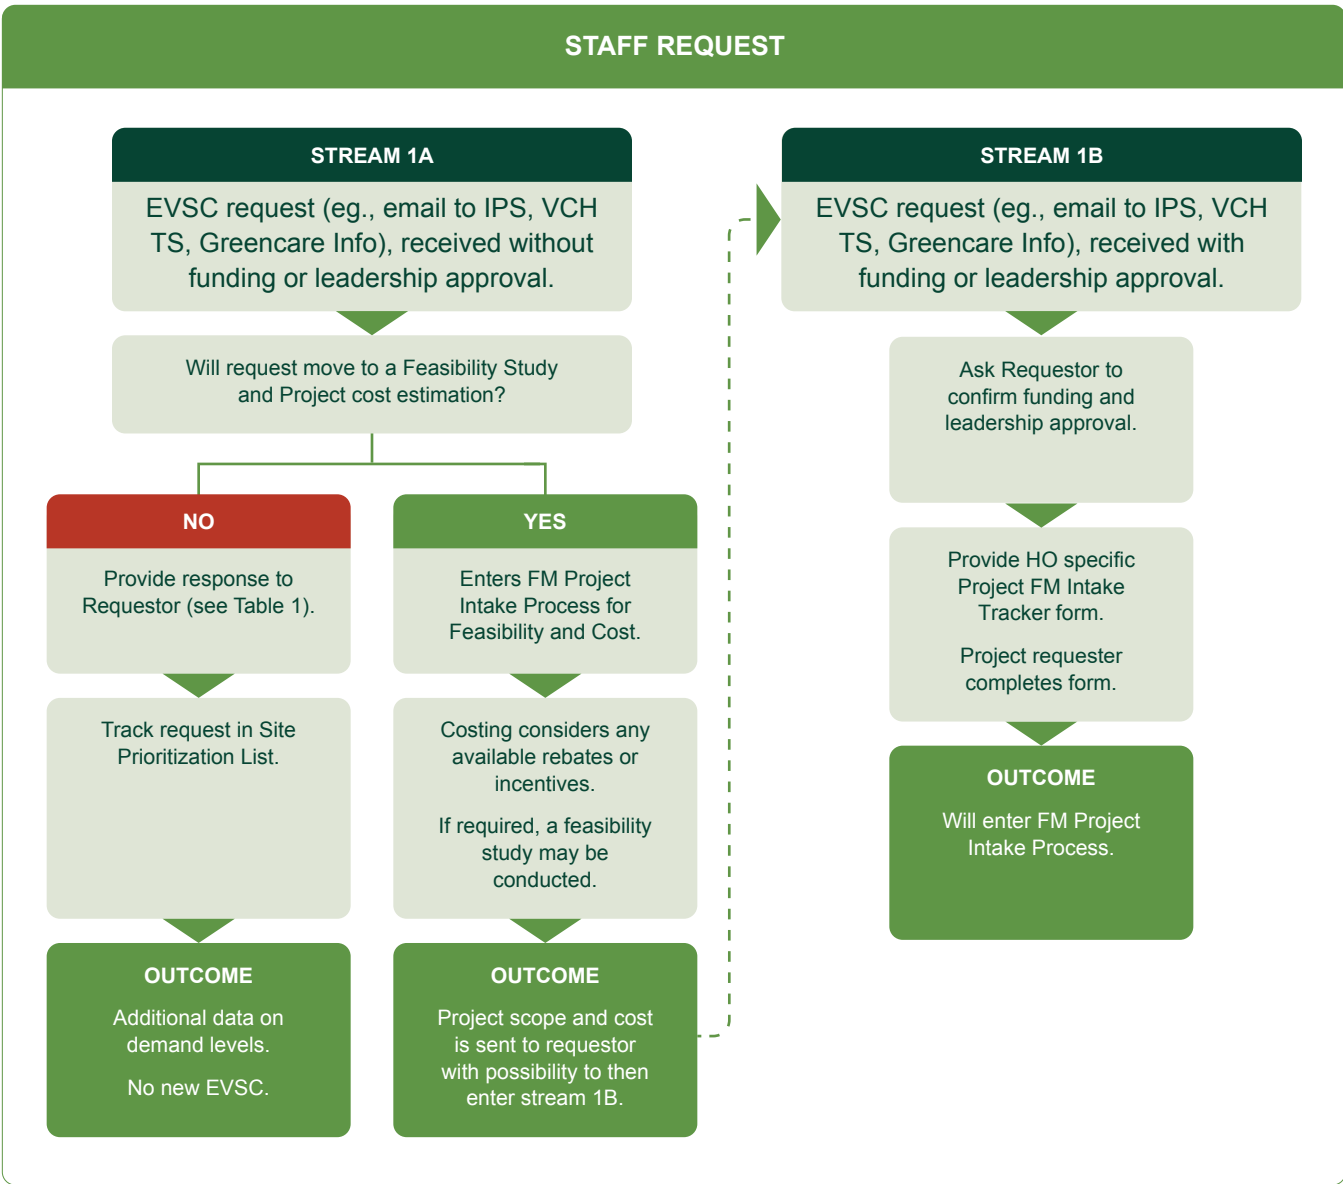 STAFF REQUEST
STREAM 1A
EVSC request (eg., email to IPS, VCH
TS, Greencare Info), received without
funding or leadership approval.
Will request move to a Feasibility Study
and Project cost estimation?
NO
Provide response to
Requestor (see Table 1).
Track request in Site
Prioritization List.
OUTCOME
Additional data on
demand levels.
No new EVSC.
YES
Enters FM Project
Intake Process for
Feasibility and Cost.
Costing considers any
available rebates or
incentives.
If required, a feasibility
study may be
conducted.
OUTCOME
Project scope and cost
is sent to requestor
with possibility to then
enter stream 1B.
STREAM 1B
EVSC request (eg., email to IPS, VCH
TS, Greencare Info), received with
funding or leadership approval.
Ask Requestor to
confirm funding and
leadership approval.
Provide HO specific
Project FM Intake
Tracker form.
Project requester
completes form.
OUTCOME
Will enter FM Project
Intake Process.